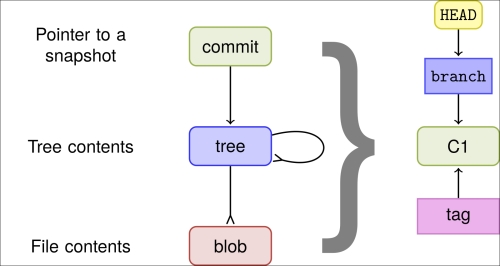 Pointer to a
snapshot
commit
Tree contents
tree
File contents
blob
HEAD
branch
C1
tag